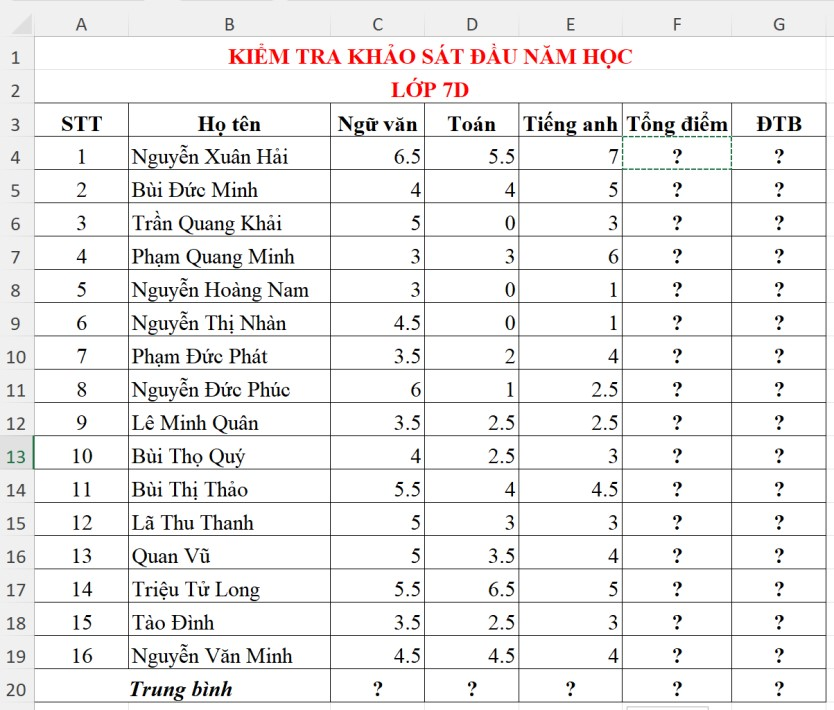 A B C D E F G
1 KIỂM TRA KHẢO SÁT ĐẦU NĂM HỌC
2 LỚP 7D
3 STT Họ tên Ngữ văn Toán Tiếng anh Tổng điểm ĐTB
4 1 Nguyễn Xuân Hải 6.5 5.5 7 ? ?
5 2 Bùi Đức Minh 4 4 5 ? ?
6 3 Trần Quang Khải 5 0 3 ? ?
7 4 Phạm Quang Minh 3 3 6 ? ?
8 5 Nguyễn Hoàng Nam 3 0 1 ? ?
9 6 Nguyễn Thị Nhàn 4.5 0 1 ? ?
10 7 Phạm Đức Phát 3.5 2 4 ? ?
11 8 Nguyễn Đức Phúc 6 1 2.5 ? ?
12 9 Lê Minh Quân 3.5 2.5 2.5 ? ?
13 10 Bùi Thọ Quý 4 2.5 3 ? ?
14 11 Bùi Thị Thảo 5.5 4 4.5 ? ?
15 12 Lã Thu Thanh 5 3 3 ? ?
16 13 Quan Vũ 5 3.5 4 ? ?
17 14 Triệu Tử Long 5.5 6.5 5 ? ?
18 15 Tào Đình 3.5 2.5 3 ? ?
19 16 Nguyễn Văn Minh 4.5 4.5 4 ? ?
20 Trung bình ? ? ? ? ?